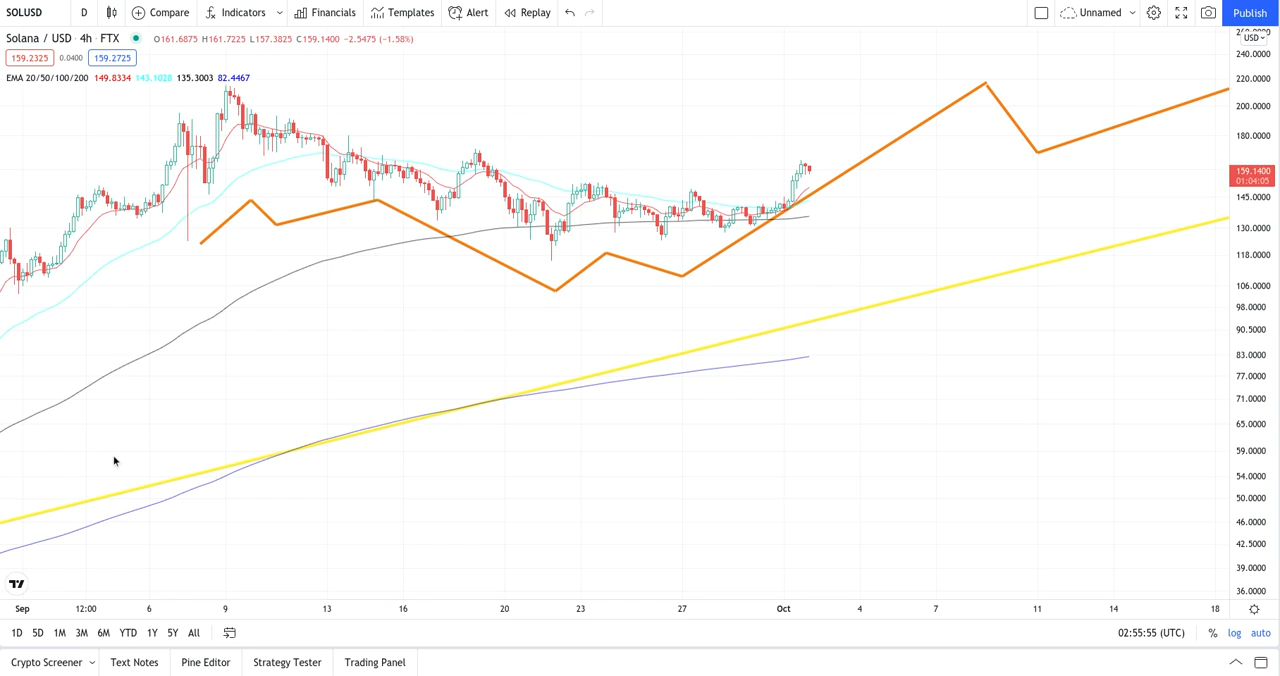 SOLUSD D Compare Indicators Financials Templates Alert Replay Unnamed Publish
Solana / USD · 4h · FTX O161.6875 H161.7225 L157.3825 C159.1400 −2.5475 (−1.58%)
159.2325 0.0400 159.2725
EMA 20/50/100/200 149.8334 143.1028 135.3003 82.4467
USD
240.0000
220.0000
200.0000
180.0000
159.1400
01:04:05
145.0000
130.0000
118.0000
106.0000
98.0000
90.5000
83.0000
77.0000
71.0000
65.0000
59.0000
54.0000
50.0000
46.0000
42.5000
39.0000
36.0000
Sep 12:00 6 9 13 16 20 23 27 Oct 4 7 11 14 18
1D 5D 1M 3M 6M YTD 1Y 5Y All 02:55:55 (UTC) % log auto
Crypto Screener Text Notes Pine Editor Strategy Tester Trading Panel